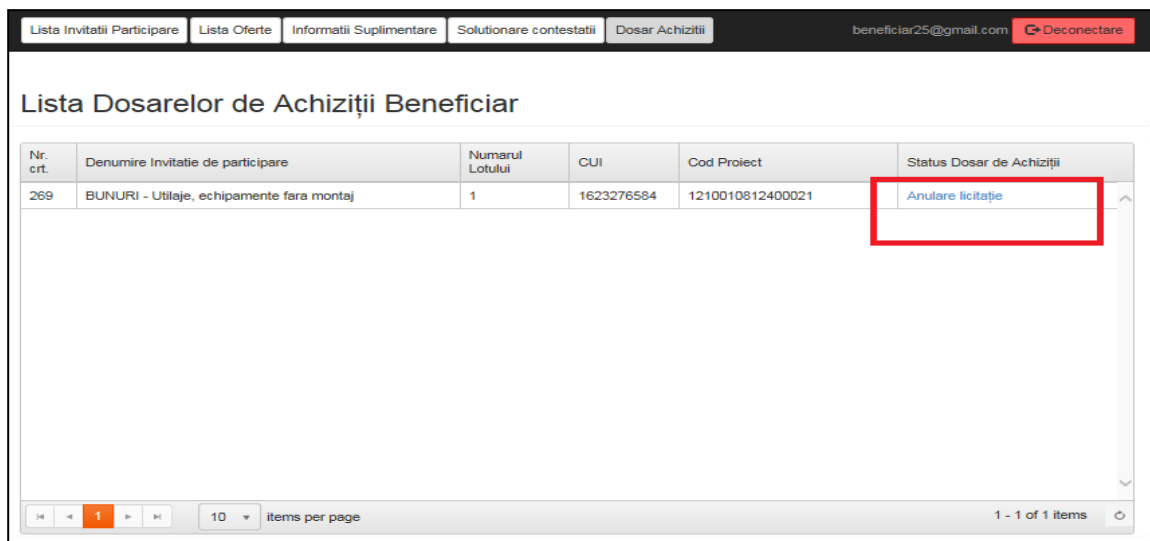 Lista Invitatii Participare Lista Oferte Informatii Suplimentare Solutionare contestatii Dosar Achizitii beneficiar25@gmail.com Deconectare
Lista Dosarelor de Achiziții Beneficiar
Nr. crt. Denumire Invitatie de participare Numarul Lotului CUI Cod Proiect Status Dosar de Achiziții
269 BUNURI - Utilaje, echipamente fara montaj 1 1623276584 1210010812400021 Anulare licitație
1 10 items per page 1 - 1 of 1 items